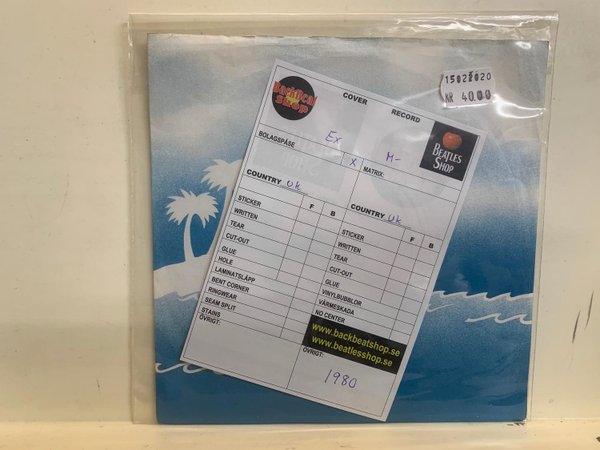 15022020
KR 40.00
BackBeat
Shop
COVER
RECORD
BEATLES
SHOP
EX
M-
BOLAGSPÅSE
X
MATRIX:
COUNTRY UK
COUNTRY UK
F B
STICKER
WRITTEN
TEAR
CUT-OUT
GLUE
HOLE
LAMINATSLÄPP
BENT CORNER
RINGWEAR
SEAM SPLIT
STAINS
ÖVRIGT:
F B
STICKER
WRITTEN
TEAR
CUT-OUT
GLUE
VINYLBUBBLOR
VÄRMESKADA
NO CENTER
www.backbeatshop.se
www.beatlesshop.se
ÖVRIGT:
1980